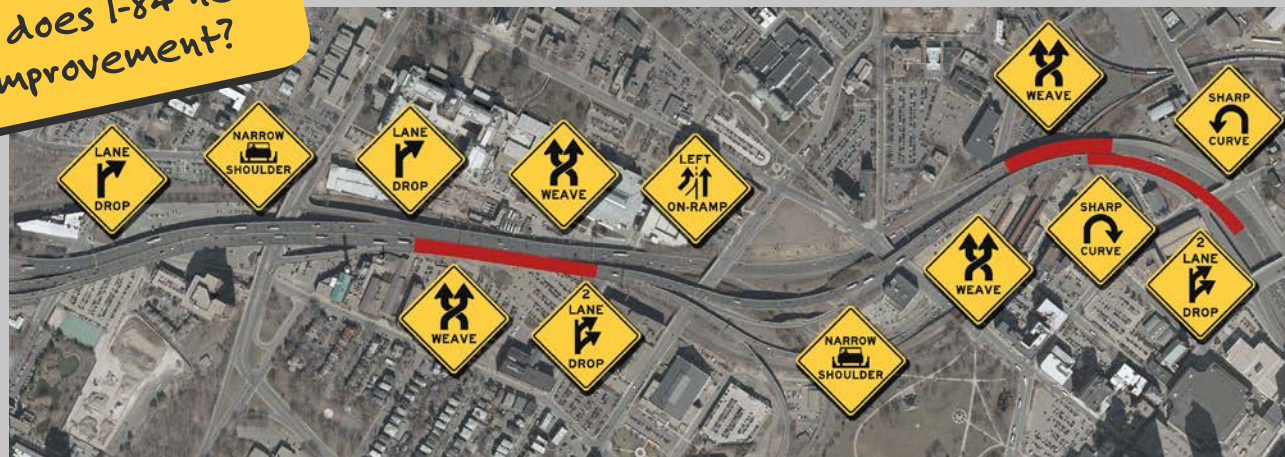 does I-84
improvement?
LANE
DROP
NARROW
SHOULDER
LANE
DROP
WEAVE
LEFT
ON-RAMP
WEAVE
SHARP
CURVE
WEAVE
2
LANE
DROP
NARROW
SHOULDER
WEAVE
SHARP
CURVE
2
LANE
DROP